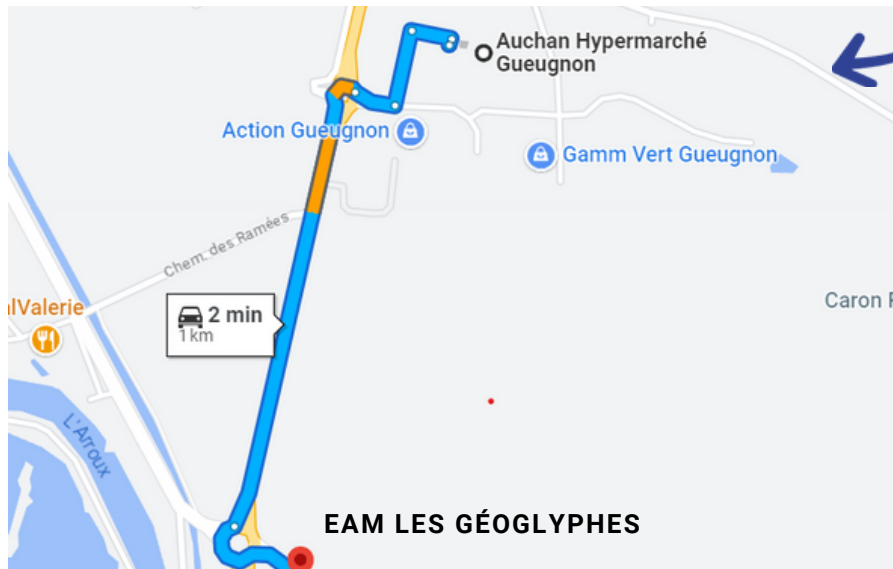 Auchan Hypermarché
Gueugnon
Action Gueugnon
Gamm Vert Gueugnon
Chem. des Ramées
lValerie
2 min
1 km
Caron
L'Arroux
EAM LES GÉOGLYPHES